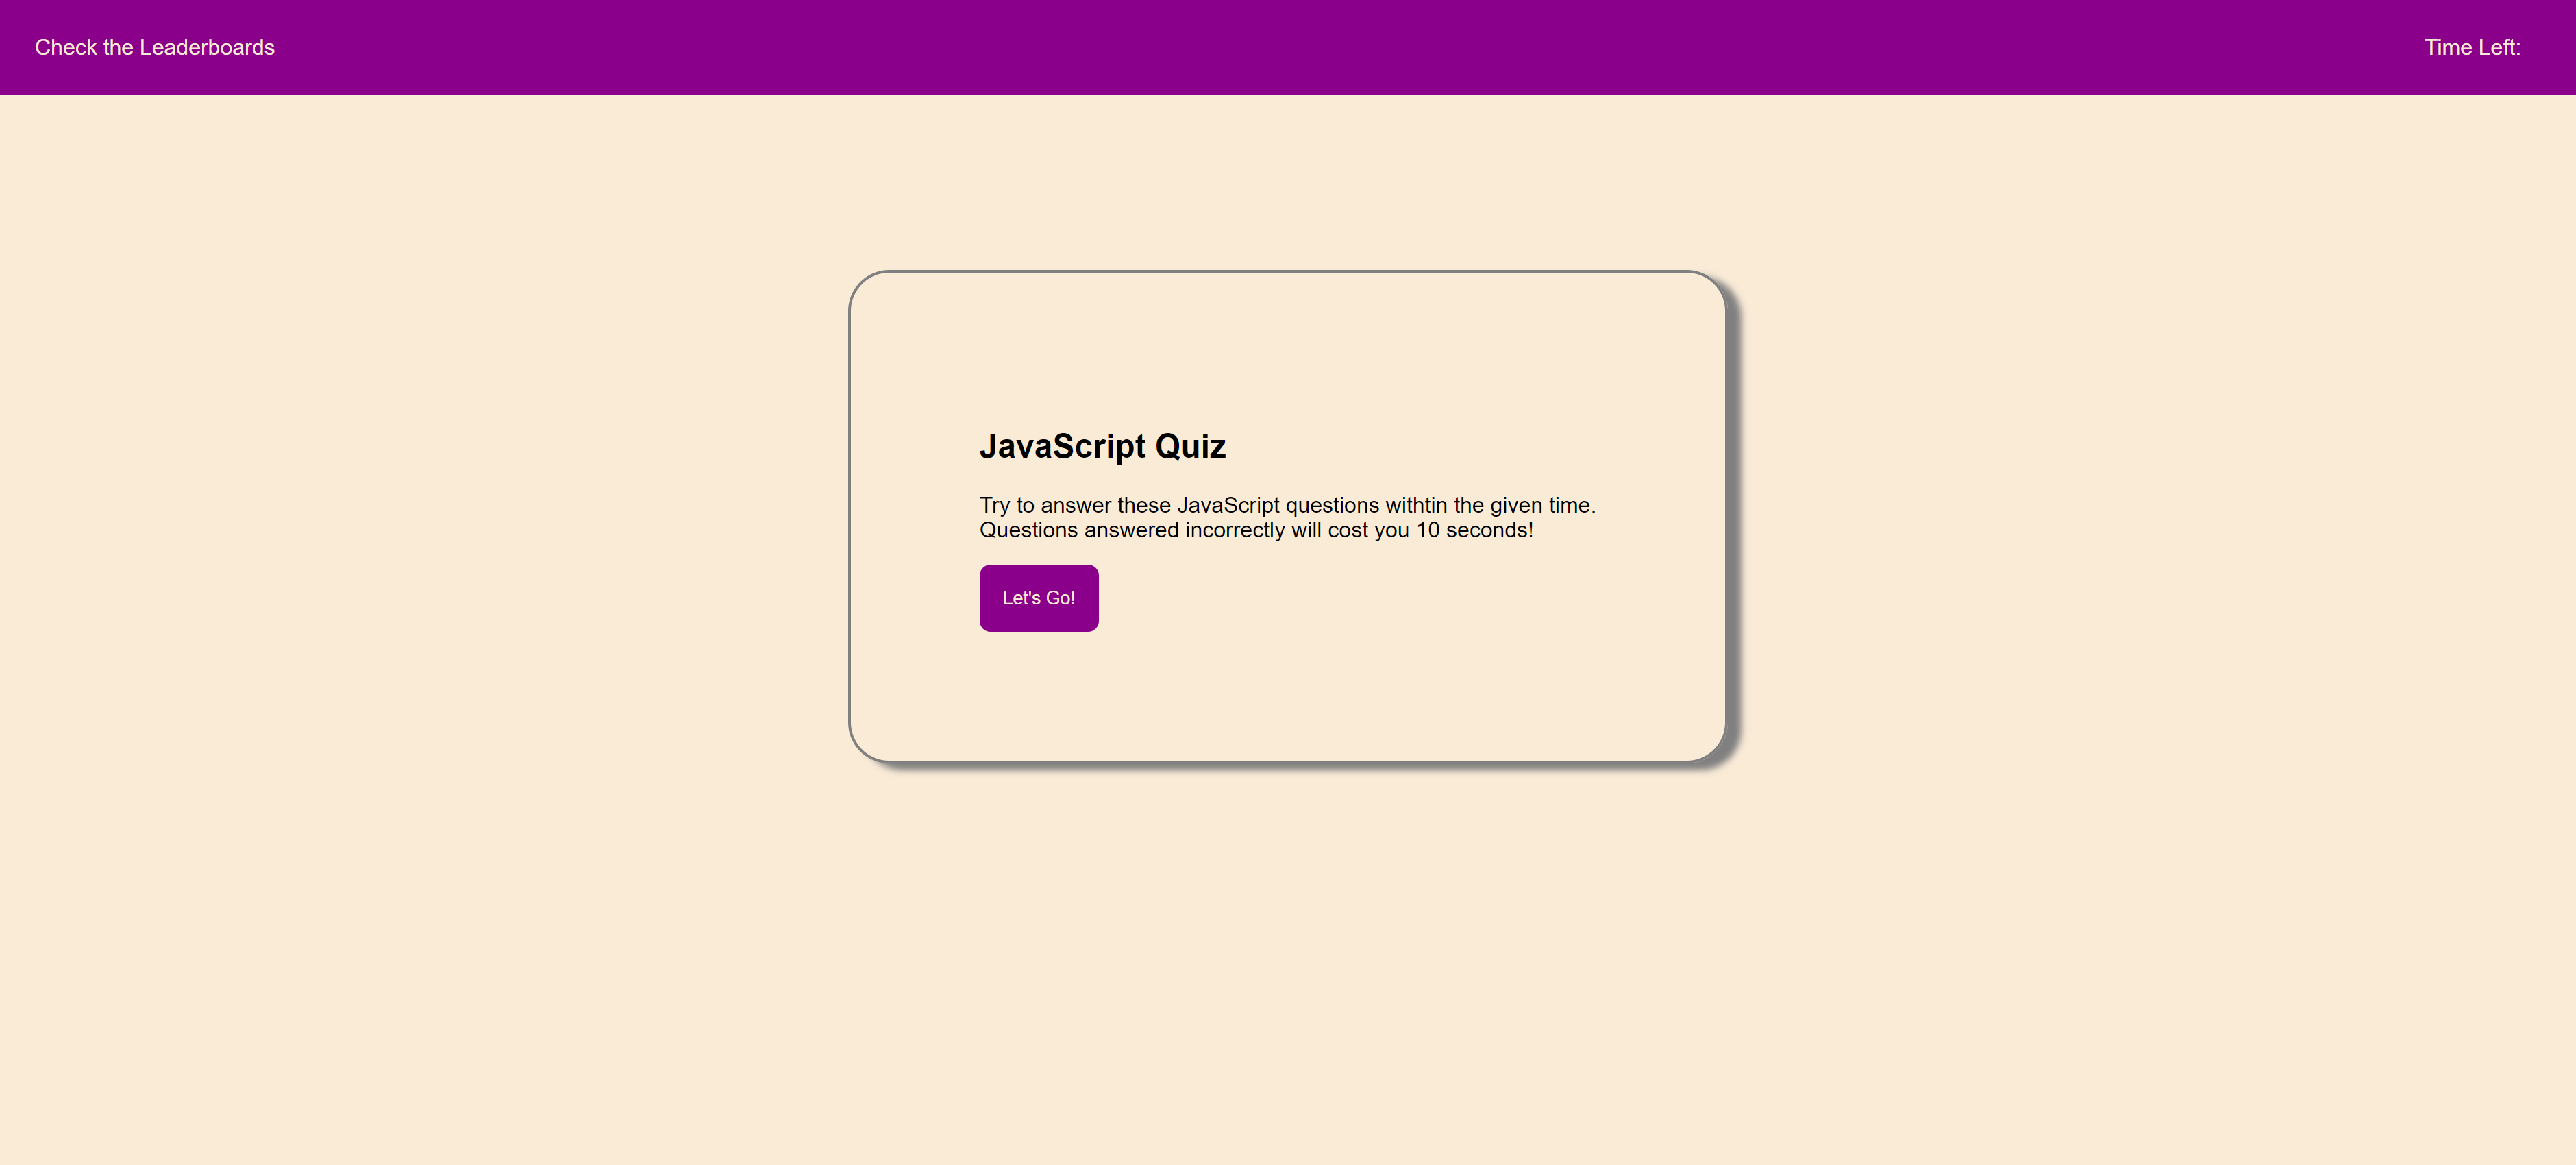 Check the Leaderboards
Time Left:
JavaScript Quiz
Try to answer these JavaScript questions withtin the given time.
Questions answered incorrectly will cost you 10 seconds!
Let's Go!